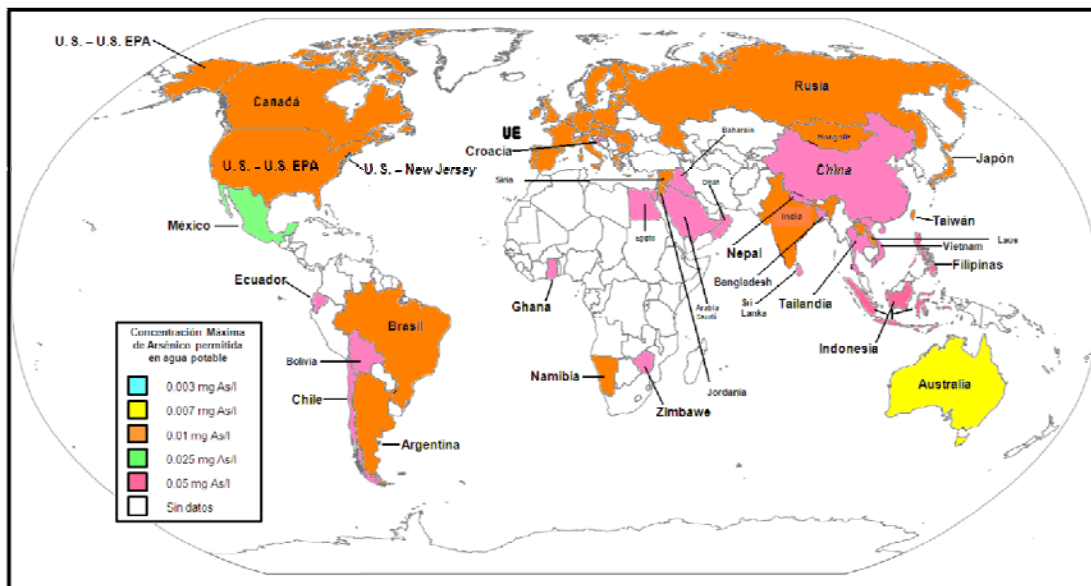 U. S. – U.S. EPA
Canadá
U. S. – U.S. EPA
U. S. – New Jersey
México
Ecuador
Brasil
Bolivia
Chile
Argentina
UE
Croacia
Siria
Rusia
Baharain
Mongolia
China
Japón
Oman
India
Egipto
Nepal
Taiwán
Laos
Vietnam
Filipinas
Bangladesh
Ghana
Arabia
Saudí
Sri
Lanka
Tailandia
Indonesia
Namibia
Jordania
Zimbawe
Australia
Concentración Máxima
de Arsénico permitida
en agua potable
0.003 mg As/l
0.007 mg As/l
0.01 mg As/l
0.025 mg As/l
0.05 mg As/l
Sin datos